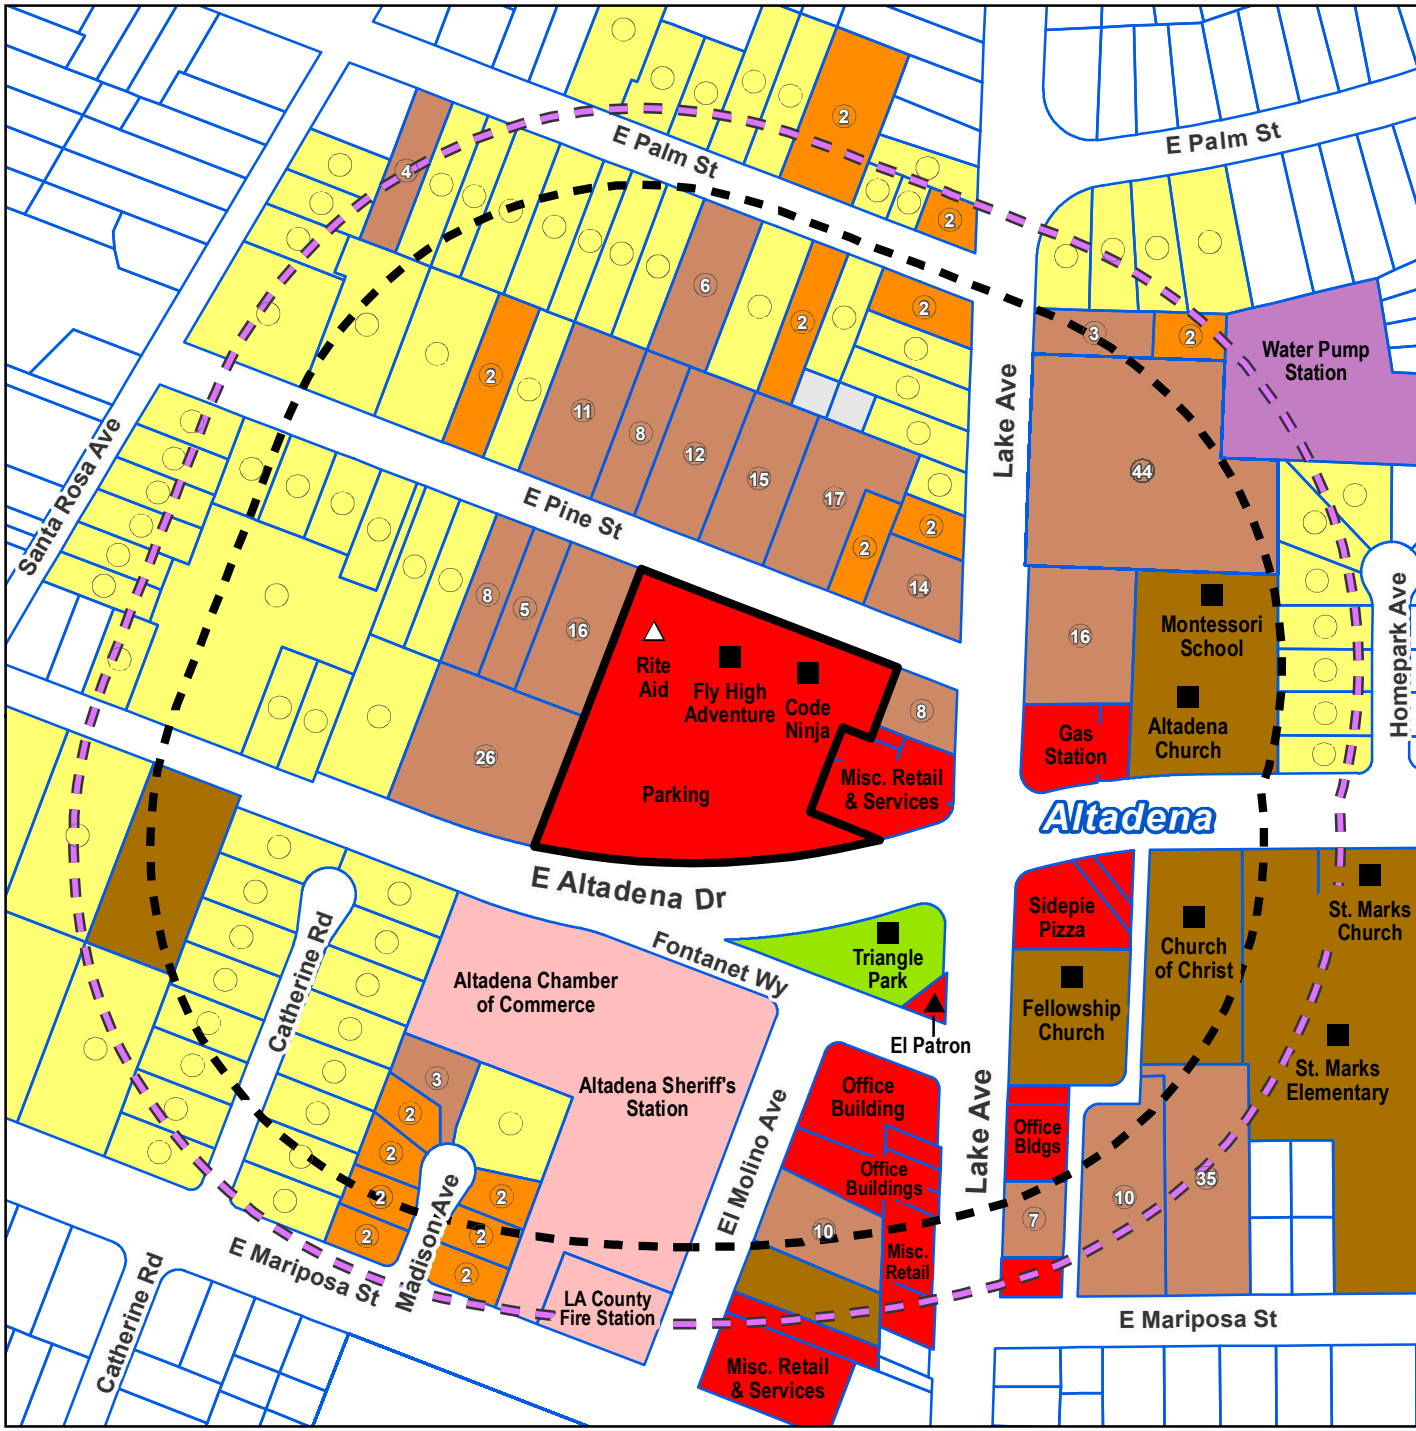 2
E Palm St
E Palm St
4
2
6
2
2
3
2
Water Pump
Station
Lake Ave
2
11
8
12
15
17
44
Santa Rosa Ave
E Pine St
2
2
14
8
5
16
16
Montessori
School
Homepark Ave
Rite
Aid
Fly High
Adventure
Code
Ninja
8
Altadena
Church
Gas
Station
26
Parking
Misc. Retail
& Services
Altadena
E Altadena Dr
Sidepie
Pizza
St. Marks
Church
Catherine Rd
Fontanet Wy
Triangle
Park
Church
of Christ
Altadena Chamber
of Commerce
Fellowship
Church
El Patron
3
Altadena Sheriff's
Station
Office
Building
St. Marks
Elementary
2
2
2
2
2
2
2
Madison Ave
El Molino Ave
Lake Ave
Office
Bldgs
Office
Buildings
10
7
10
35
Misc.
Retail
E Mariposa St
Catherine Rd
LA County
Fire Station
E Mariposa St
Misc. Retail
& Services